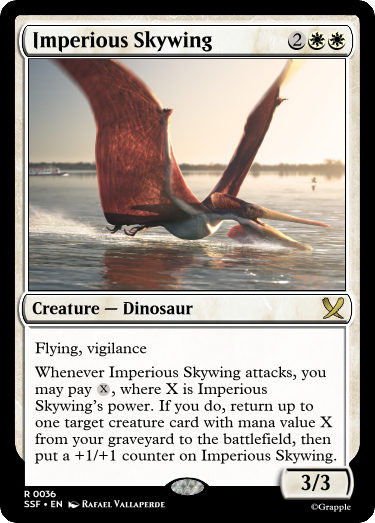 Imperious Skywing 2
Creature — Dinosaur
Flying, vigilance
Whenever Imperious Skywing attacks, you
may pay X, where X is Imperious
Skywing's power. If you do, return up to
one target creature card with mana value X
from your graveyard to the battlefield, then
put a +1/+1 counter on Imperious Skywing.
3/3
R 0036
SSF • EN Rafael Vallaperde
©Grapple